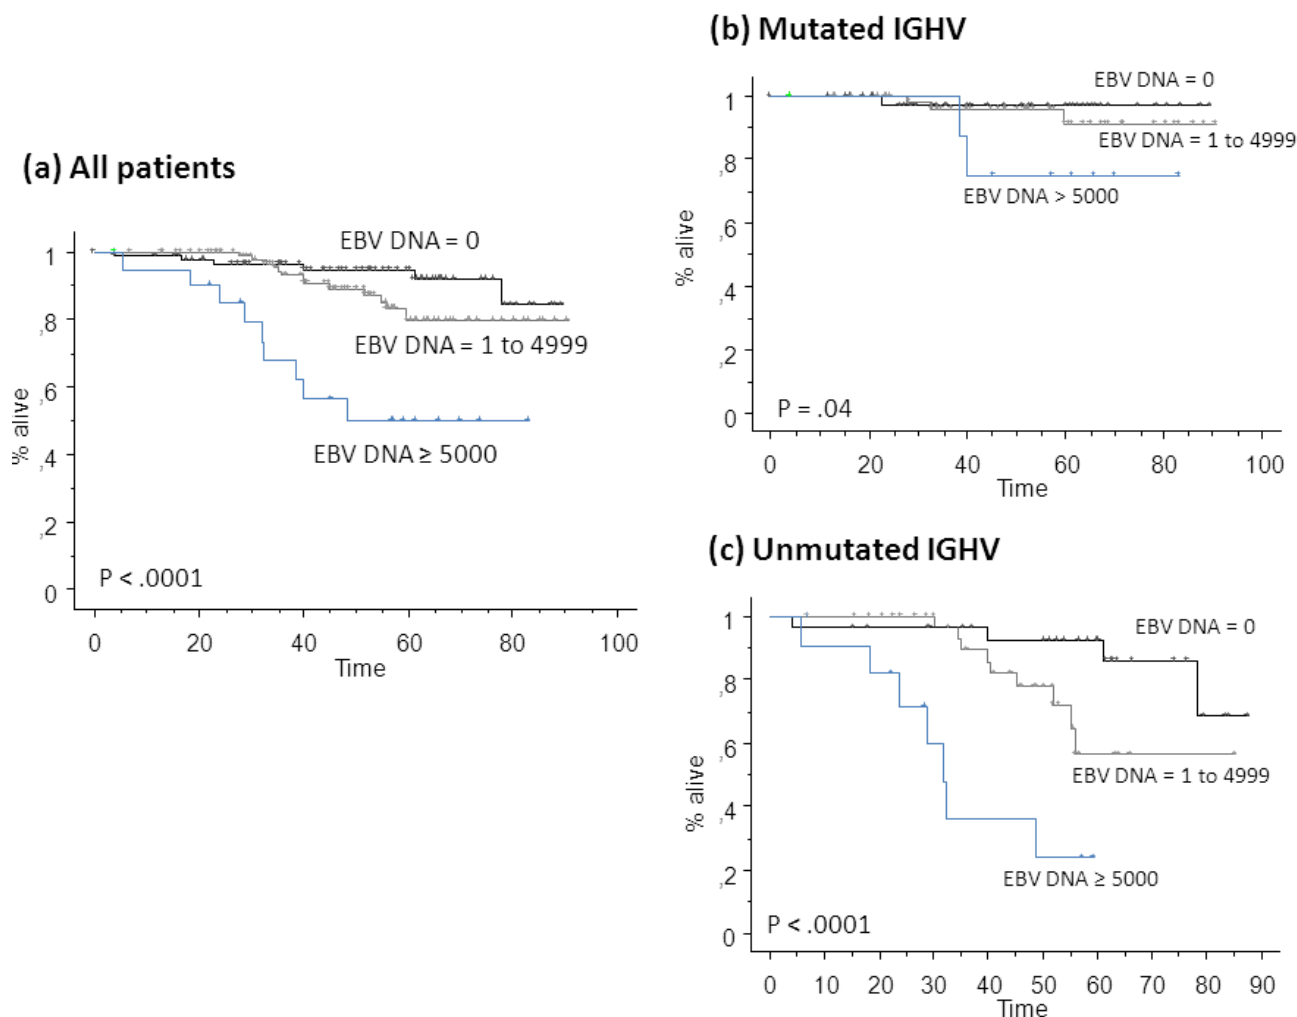 (a) All patients
EBV DNA = 0
EBV DNA = 1 to 4999
EBV DNA ≥ 5000
P < .0001
% alive
1
,8
,6
,4
,2
0
0 20 40 60 80 100
Time
(b) Mutated IGHV
EBV DNA = 0
EBV DNA = 1 to 4999
EBV DNA > 5000
P = .04
% alive
1
,8
,6
,4
,2
0
0 20 40 60 80 100
Time
(c) Unmutated IGHV
EBV DNA = 0
EBV DNA = 1 to 4999
EBV DNA ≥ 5000
P < .0001
% alive
1
,8
,6
,4
,2
0
0 10 20 30 40 50 60 70 80 90
Time